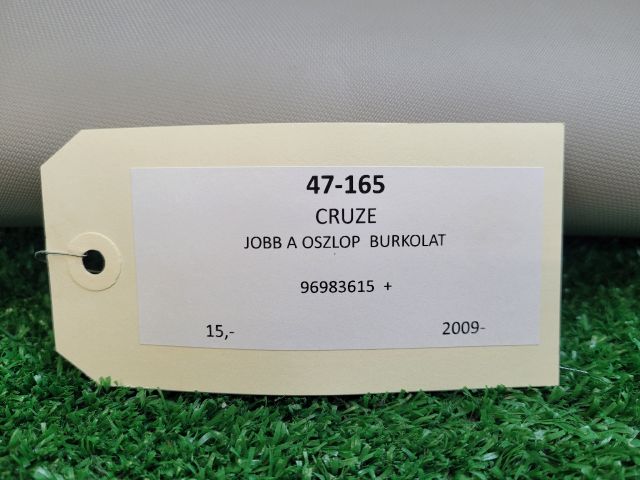 47-165
CRUZE
JOBB A OSZLOP BURKOLAT
96983615 +
15,- 2009-